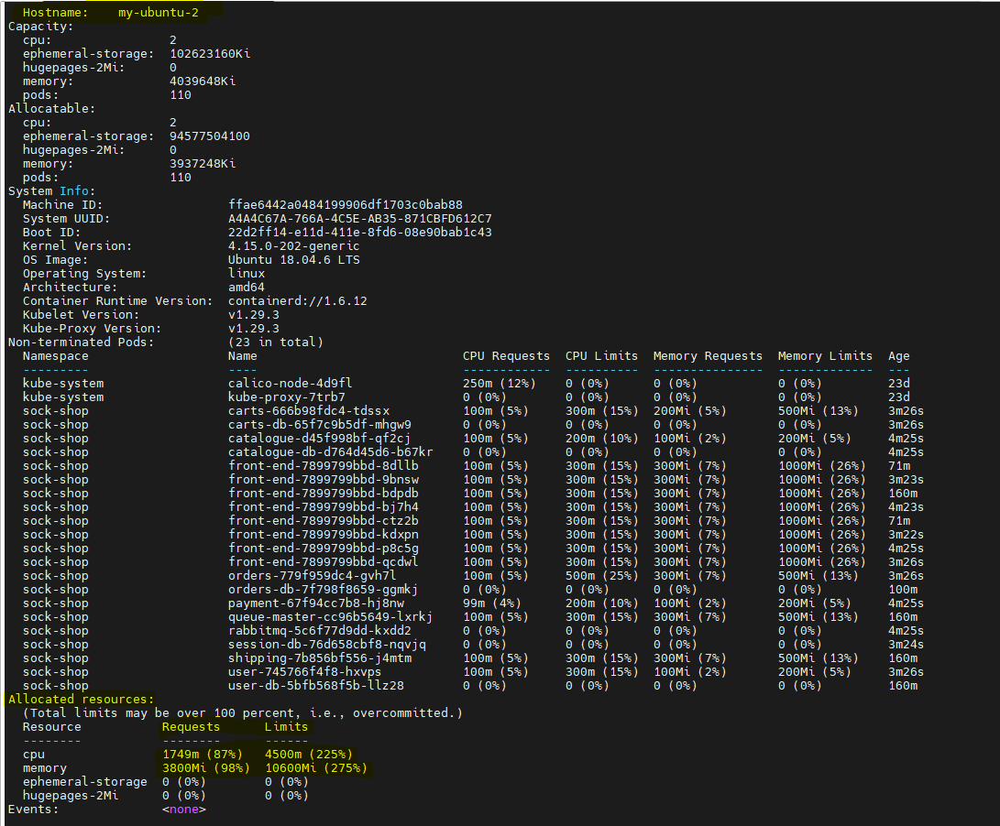 Hostname:    my-ubuntu-2
Capacity:
  cpu:                2
  ephemeral-storage:  102623160Ki
  hugepages-2Mi:      0
  memory:             4039648Ki
  pods:               110
Allocatable:
  cpu:                2
  ephemeral-storage:  94577504100
  hugepages-2Mi:      0
  memory:             3937248Ki
  pods:               110
System Info:
  Machine ID:                 ffae6442a0484199906df1703c0bab88
  System UUID:                A4A4C67A-766A-4C5E-AB35-871CBFD612C7
  Boot ID:                    22d2ff14-e11d-411e-8fd6-08e90bab1c43
  Kernel Version:             4.15.0-202-generic
  OS Image:                   Ubuntu 18.04.6 LTS
  Operating System:           linux
  Architecture:               amd64
  Container Runtime Version:  containerd://1.6.12
  Kubelet Version:            v1.29.3
  Kube-Proxy Version:         v1.29.3
Non-terminated Pods:          (23 in total)
  Namespace                   Name                        CPU Requests  CPU Limits  Memory Requests  Memory Limits  Age
  ---------                   ----                        ------------  ----------  ---------------  -------------  ---
  kube-system                 calico-node-4d9fl           250m (12%)    0 (0%)      0 (0%)           0 (0%)         23d
  kube-system                 kube-proxy-7trb7            0 (0%)        0 (0%)      0 (0%)           0 (0%)         23d
  sock-shop                   carts-666b98fdc4-tdssx      100m (5%)     300m (15%)  200Mi (5%)       500Mi (13%)    3m26s
  sock-shop                   carts-db-65f7c9b5df-mhgw9   0 (0%)        0 (0%)      0 (0%)           0 (0%)         3m26s
  sock-shop                   catalogue-d45f998bf-qf2cj   100m (5%)     200m (10%)  100Mi (2%)       200Mi (5%)     4m25s
  sock-shop                   catalogue-db-d764d45d6-b67kr  0 (0%)      0 (0%)      0 (0%)           0 (0%)         4m25s
  sock-shop                   front-end-7899799bbd-8dllb  100m (5%)     300m (15%)  300Mi (7%)       1000Mi (26%)   71m
  sock-shop                   front-end-7899799bbd-9bnsw  100m (5%)     300m (15%)  300Mi (7%)       1000Mi (26%)   3m23s
  sock-shop                   front-end-7899799bbd-bdpdb  100m (5%)     300m (15%)  300Mi (7%)       1000Mi (26%)   160m
  sock-shop                   front-end-7899799bbd-bj7h4  100m (5%)     300m (15%)  300Mi (7%)       1000Mi (26%)   4m23s
  sock-shop                   front-end-7899799bbd-ctz2b  100m (5%)     300m (15%)  300Mi (7%)       1000Mi (26%)   71m
  sock-shop                   front-end-7899799bbd-kdxpn  100m (5%)     300m (15%)  300Mi (7%)       1000Mi (26%)   3m22s
  sock-shop                   front-end-7899799bbd-p8c5g  100m (5%)     300m (15%)  300Mi (7%)       1000Mi (26%)   4m25s
  sock-shop                   front-end-7899799bbd-qcdwl  100m (5%)     300m (15%)  300Mi (7%)       1000Mi (26%)   3m26s
  sock-shop                   orders-779f959dc4-gvh7l     100m (5%)     500m (25%)  300Mi (7%)       500Mi (13%)    3m26s
  sock-shop                   orders-db-7f798f8659-ggmkj  0 (0%)        0 (0%)      0 (0%)           0 (0%)         100m
  sock-shop                   payment-67f94cc7b8-hj8nw    99m (4%)      200m (10%)  100Mi (2%)       200Mi (5%)     4m25s
  sock-shop                   queue-master-cc96b5649-lxrkj  100m (5%)   300m (15%)  300Mi (7%)       500Mi (13%)    160m
  sock-shop                   rabbitmq-5c6f77d9dd-kxdd2   0 (0%)        0 (0%)      0 (0%)           0 (0%)         4m25s
  sock-shop                   session-db-76d658cbf8-nqvjq  0 (0%)       0 (0%)      0 (0%)           0 (0%)         3m24s
  sock-shop                   shipping-7b856bf556-j4mtm   100m (5%)     300m (15%)  300Mi (7%)       500Mi (13%)    160m
  sock-shop                   user-745766f4f8-hxvps       100m (5%)     300m (15%)  100Mi (2%)       200Mi (5%)     3m26s
  sock-shop                   user-db-5bfb568f5b-llz28    0 (0%)        0 (0%)      0 (0%)           0 (0%)         160m
Allocated resources:
  (Total limits may be over 100 percent, i.e., overcommitted.)
  Resource           Requests      Limits
  --------           --------      ------
  cpu                1749m (87%)   4500m (225%)
  memory             3800Mi (98%)  10600Mi (275%)
  ephemeral-storage  0 (0%)        0 (0%)
  hugepages-2Mi      0 (0%)        0 (0%)
Events:              <none>